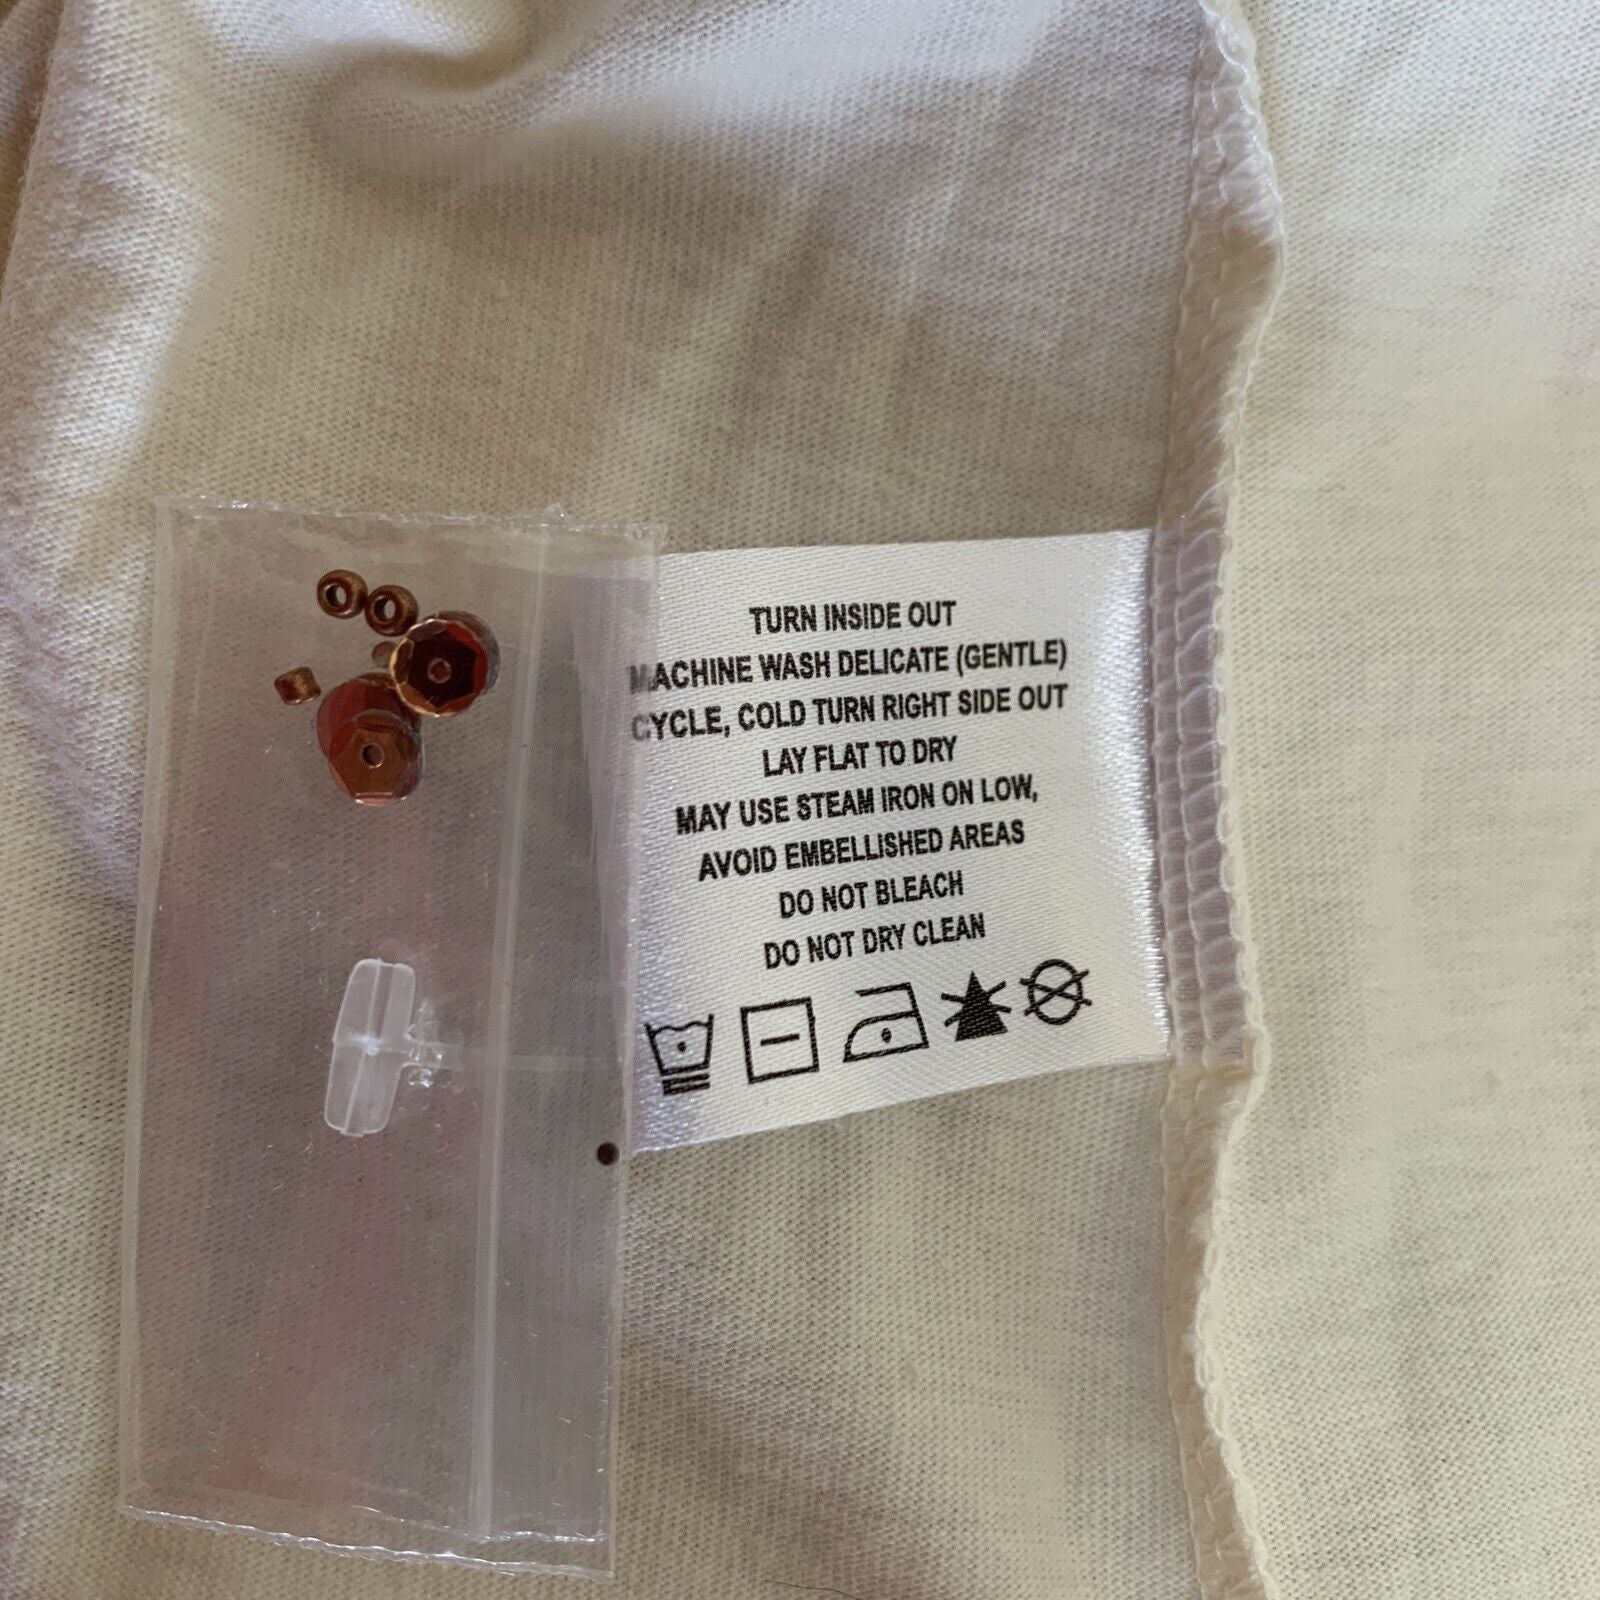 TURN INSIDE OUT
MACHINE WASH DELICATE (GENTLE)
CYCLE, COLD TURN RIGHT SIDE OUT
LAY FLAT TO DRY
MAY USE STEAM IRON ON LOW,
AVOID EMBELLISHED AREAS
DO NOT BLEACH
DO NOT DRY CLEAN